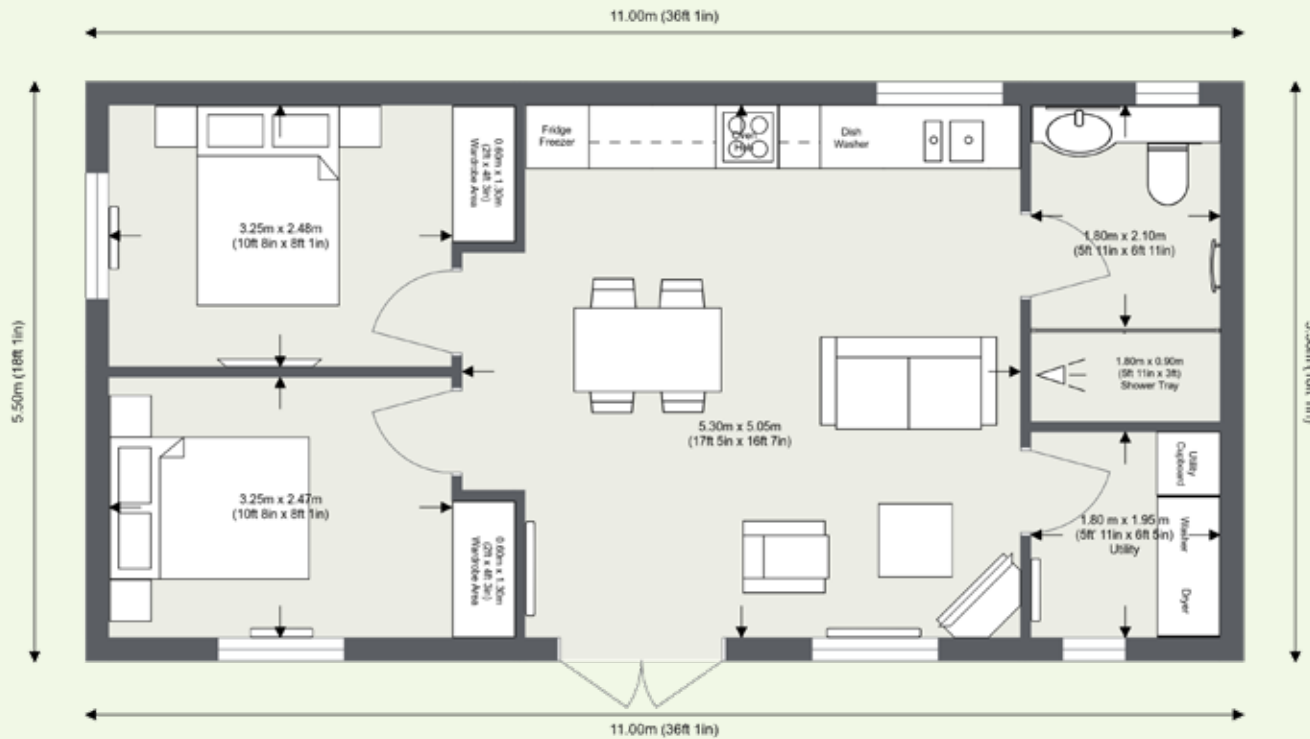 11.00m (36ft 1in)
Fridge
Freezer
Oven
Hob
Dish
Washer
0.60m x 1.30m
(2ft x 4ft 3in)
Wardrobe Area
3.25m x 2.48m
(10ft 8in x 8ft 1in)
1.80m x 2.10m
(5ft 11in x 6ft 11in)
5.50m (18ft 1in)
1.80m x 0.90m
(5ft 11in x 3ft)
Shower Tray
5.30m x 5.05m
(17ft 5in x 16ft 7in)
Utility
Cupboard
3.25m x 2.47m
(10ft 8in x 8ft 1in)
0.60m x 1.30m
(2ft x 4ft 3in)
Wardrobe Area
1.80 m x 1.95 m
(5ft' 11in x 6ft 5in)
Utility
Washer
Dryer
11.00m (36ft 1in)